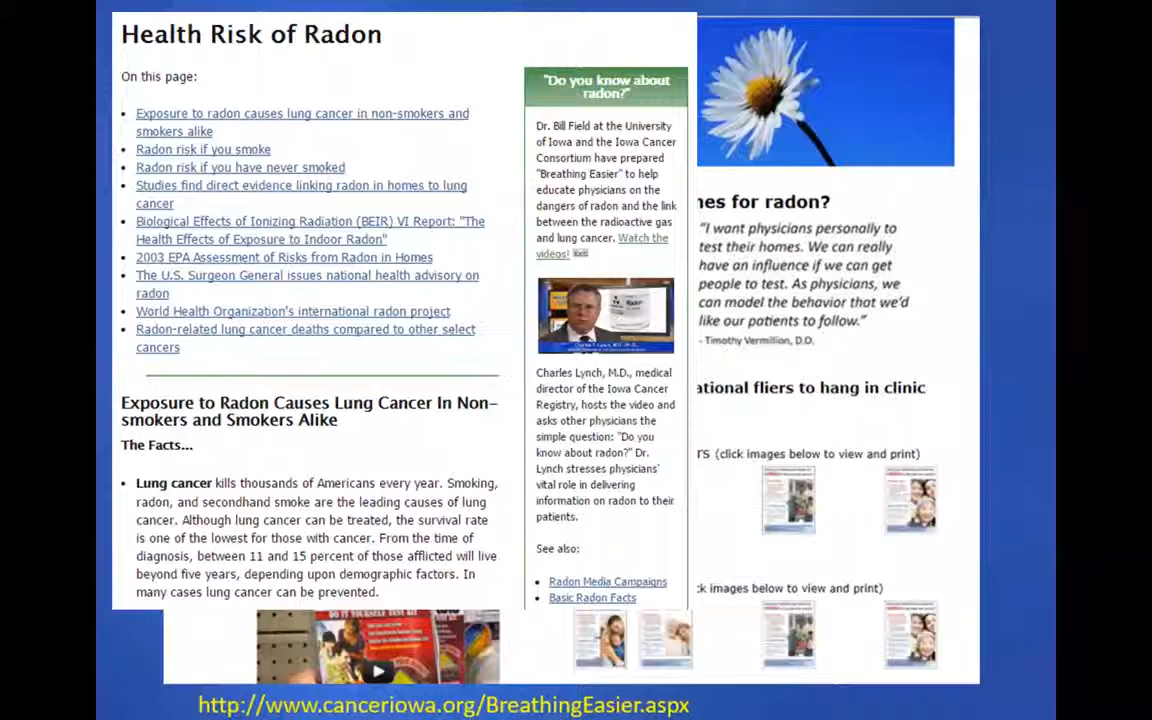 Health Risk of Radon
On this page:
Exposure to radon causes lung cancer in non-smokers and
smokers alike
Radon risk if you smoke
Radon risk if you have never smoked
Studies find direct evidence linking radon in homes to lung
cancer
Biological Effects of Ionizing Radiation (BEIR) VI Report: "The
Health Effects of Exposure to Indoor Radon"
2003 EPA Assessment of Risks from Radon in Homes
The U.S. Surgeon General issues national health advisory on
radon
World Health Organization's international radon project
Radon-related lung cancer deaths compared to other select
cancers
Exposure to Radon Causes Lung Cancer In Non-
smokers and Smokers Alike
The Facts...
Lung cancer kills thousands of Americans every year. Smoking,
radon, and secondhand smoke are the leading causes of lung
cancer. Although lung cancer can be treated, the survival rate
is one of the lowest for those with cancer. From the time of
diagnosis, between 11 and 15 percent of those afflicted will live
beyond five years, depending upon demographic factors. In
many cases lung cancer can be prevented.
"Do you know about
radon?"
Dr. Bill Field at the University
of Iowa and the Iowa Cancer
Consortium have prepared
"Breathing Easier" to help
educate physicians on the
dangers of radon and the link
between the radioactive gas
and lung cancer. Watch the
videos! Exit
Charles Lynch, M.D., medical
director of the Iowa Cancer
Registry, hosts the video and
asks other physicians the
simple question: "Do you
know about radon?" Dr.
Lynch stresses physicians'
vital role in delivering
information on radon to their
patients.
See also:
Radon Media Campaigns
Basic Radon Facts
nes for radon?
"I want physicians personally to
test their homes. We can really
have an influence if we can get
people to test. As physicians, we
can model the behavior that we'd
like our patients to follow."
- Timothy Vermillion, D.O.
ational fliers to hang in clinic
rs (click images below to view and print)
ck images below to view and print)
DO IT YOURSELF TEST KIT
http://www.canceriowa.org/BreathingEasier.aspx